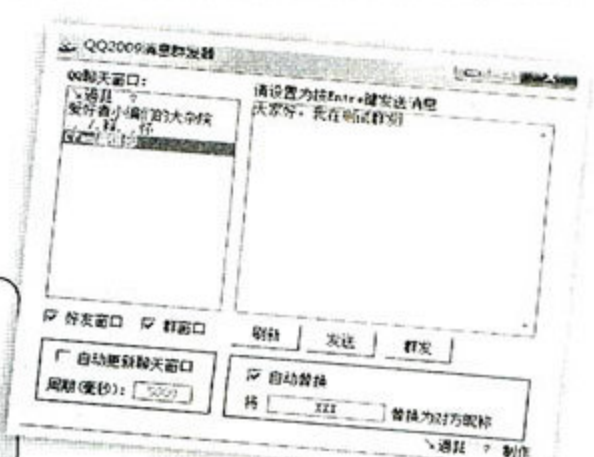 QQ2009消息群发器
QQ聊天窗口:
爱好者小编们的大杂院
请设置为按Entre键发送消息
大家好,我在测试群发
好友窗口 群窗口
刷新 发送 群发
自动更新聊天窗口
周期(毫秒): 5000
自动替换
将 XXX 替换为对方昵称
制作